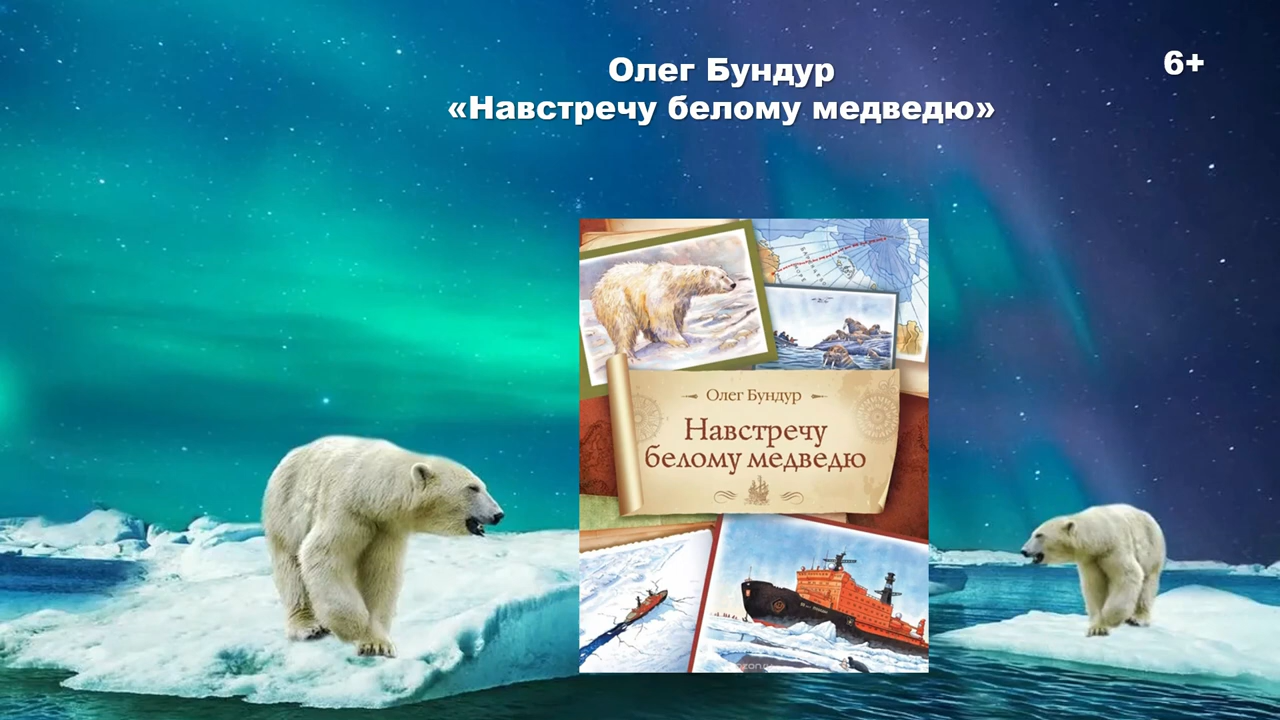 Олег Бундур
«Навстречу белому медведю»
6+
Олег Бундур
Навстречу
белому медведю